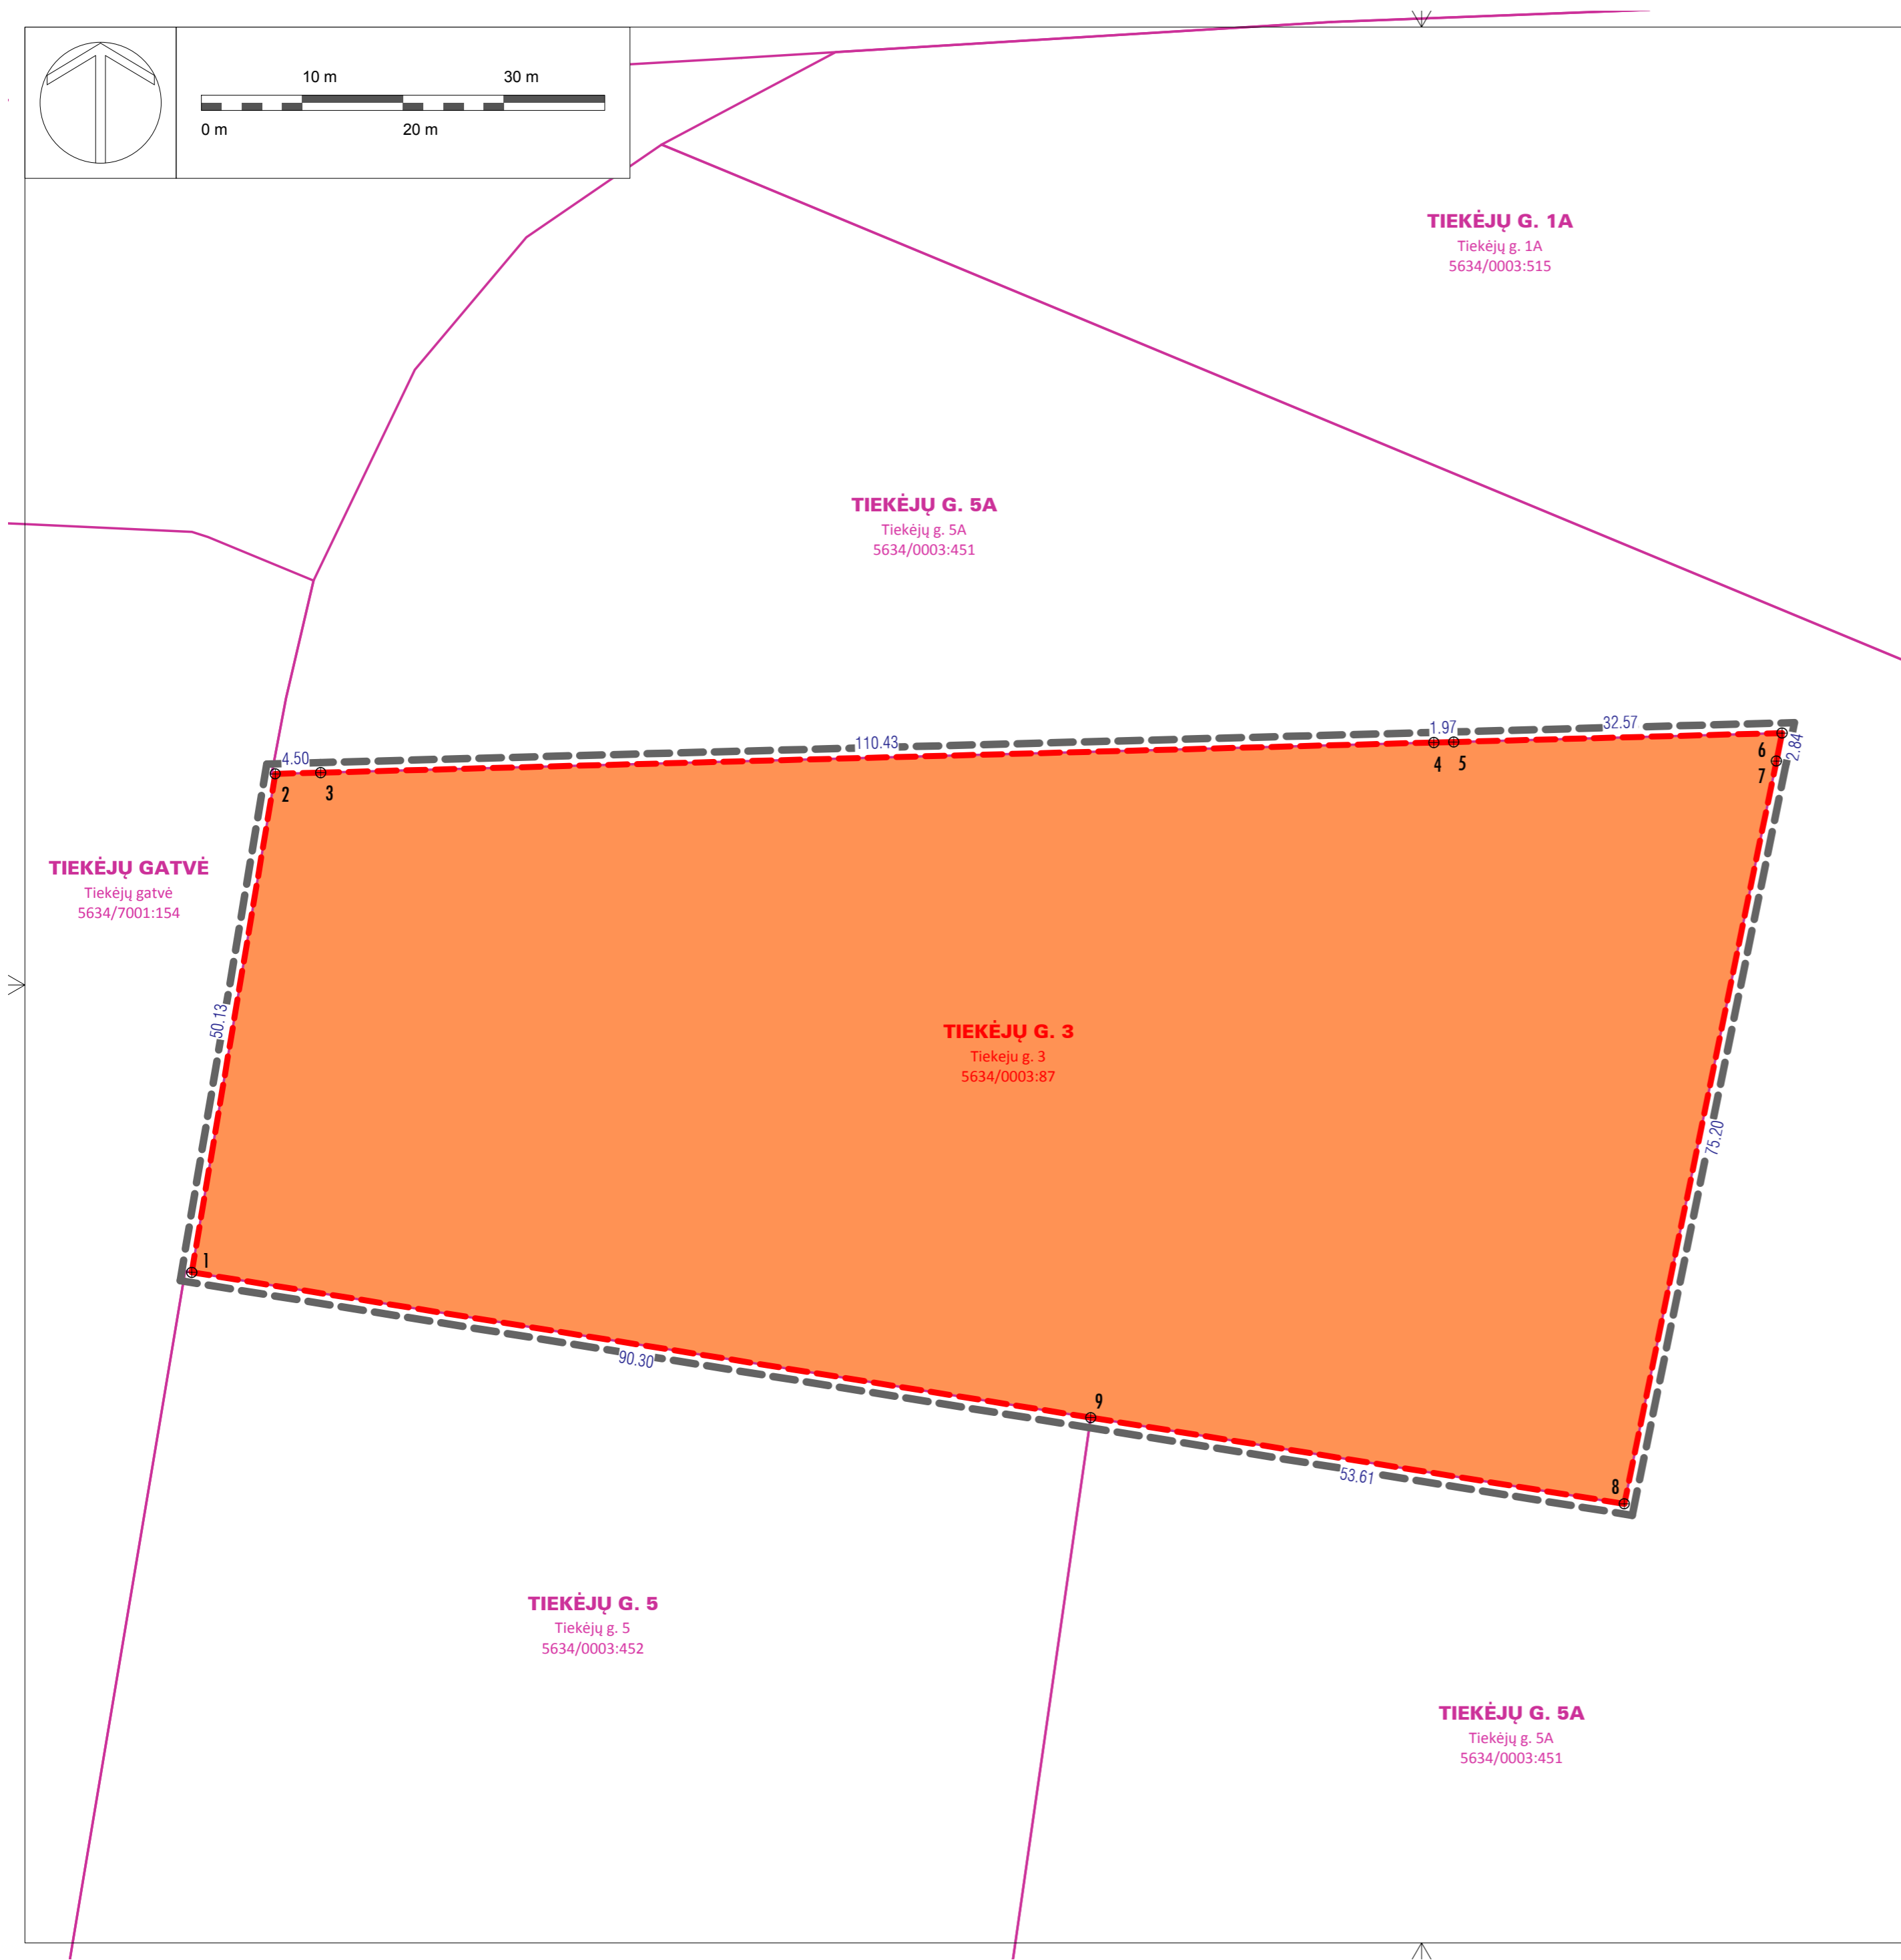 10 m 30 m
0 m 20 m
TIEKĖJŲ G. 1A
Tiekėjų g. 1A
5634/0003:515
TIEKĖJŲ G. 5A
Tiekėjų g. 5A
5634/0003:451
4.50 110.43 1.97 32.57
2.84
2 3 4 5 6
7
TIEKĖJŲ GATVĖ
Tiekėjų gatvė
5634/7001:154
50.13
TIEKĖJŲ G. 3
Tiekeju g. 3
5634/0003:87
75.20
1
90.30
9
53.61
8
TIEKĖJŲ G. 5
Tiekėjų g. 5
5634/0003:452
TIEKĖJŲ G. 5A
Tiekėjų g. 5A
5634/0003:451